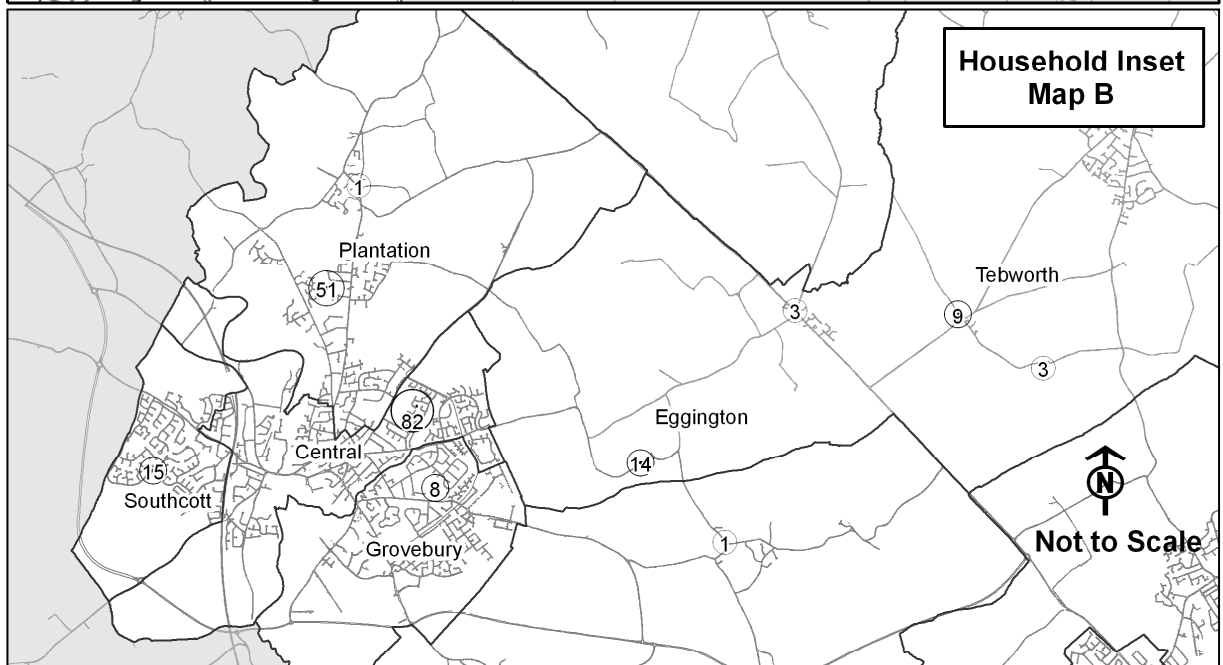 Household Inset
Map B
1
Plantation
51
Tebworth
3
9
3
82
Eggington
Central
14
15
8
Southcott
N
1
Not to Scale
Grovebury